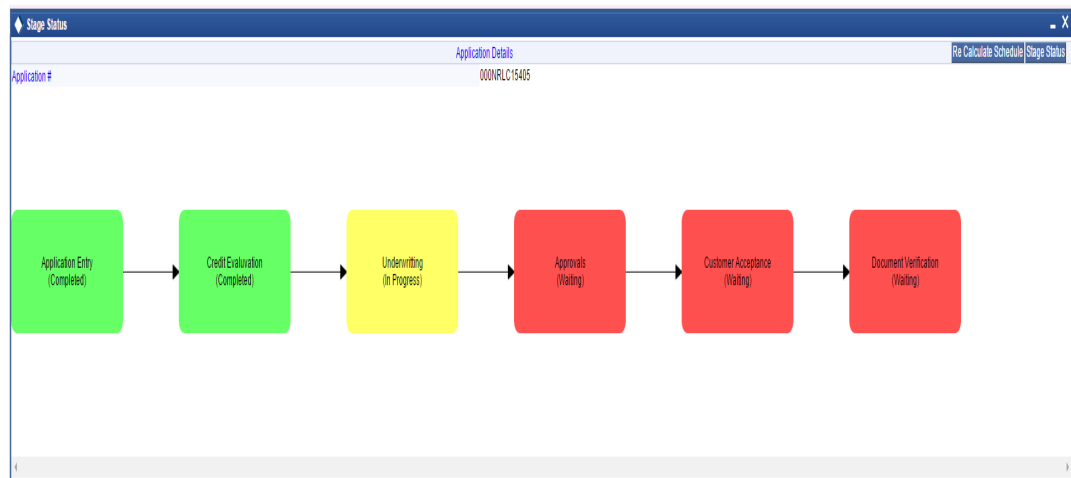 Stage Status
Application Details
Re Calculate Schedule
Stage Status
Application #
000NRLC15405
Application Entry
(Completed)
Credit Evaluvation
(Completed)
Underwritting
(In Progress)
Approvals
(Waiting)
Customer Acceptance
(Waiting)
Document Verification
(Waiting)